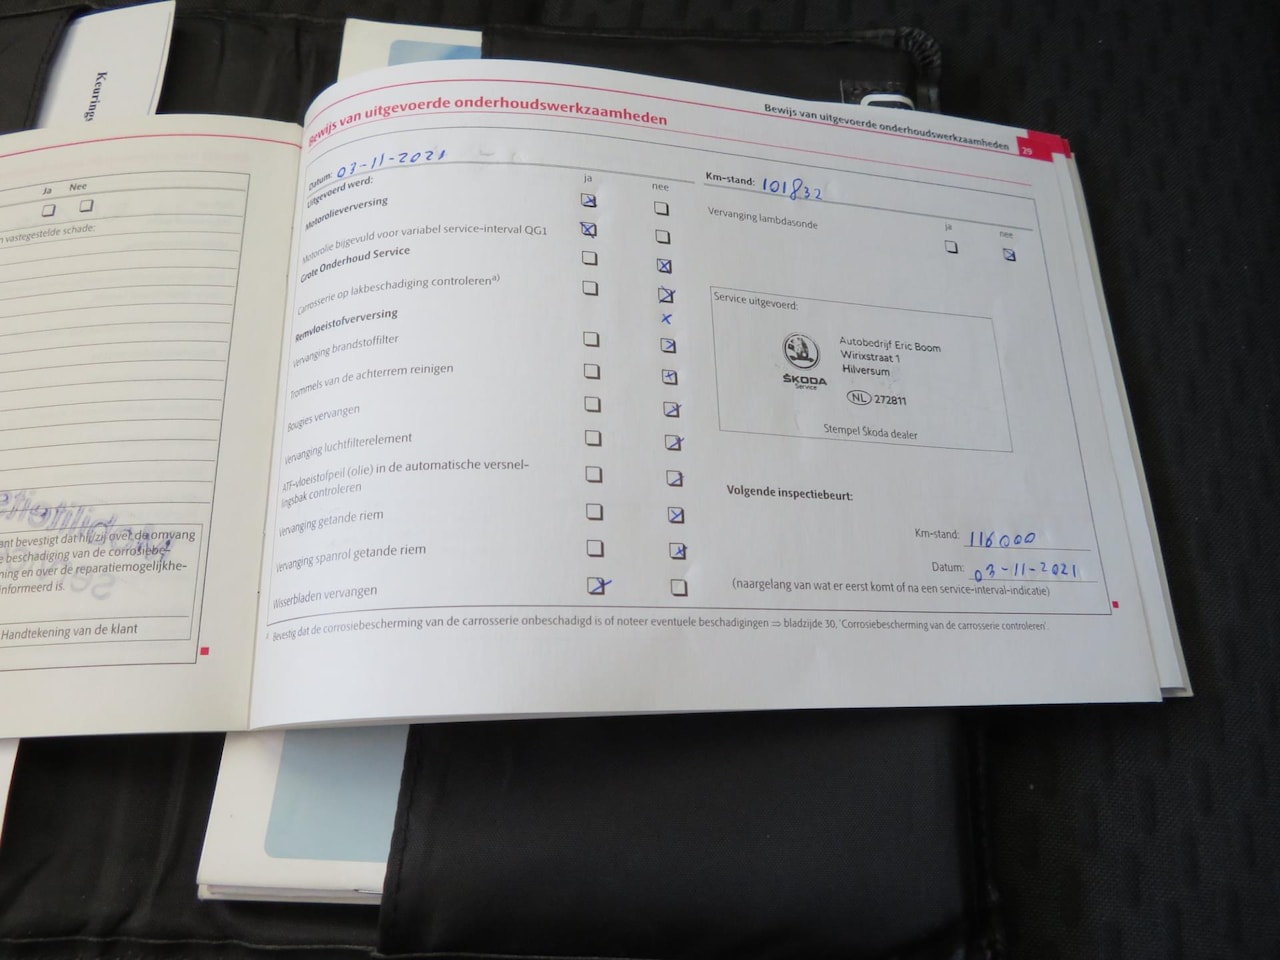 Keurings
Ja Nee
vastegestelde schade:
ant bevestigt dat hij/zij over de omvang
beschadiging van de corrosiebe-
ning en over de reparatiemogelijkhe-
informeerd is.
Handtekening van de klant
Bewijs van uitgevoerde onderhoudswerkzaamheden
Bewijs van uitgevoerde onderhoudswerkzaamheden 29
Datum: 03-11-2021
Km-stand: 101832
Uitgevoerd werd: ja nee
Motorolieverversing
Motorolie bijgevuld voor variabel service-interval QG1
Grote Onderhoud Service
Carrosserie op lakbeschadiging controleren a)
Remvloeistofverversing
Vervanging brandstoffilter
Trommels van de achterrem reinigen
Bougies vervangen
Vervanging luchtfilterelement
ATF-vloeistofpeil (olie) in de automatische versnel-
lingsbak controleren
Vervanging getande riem
Vervanging spanrol getande riem
Wisserbladen vervangen
ja nee
Vervanging lambdasonde
Service uitgevoerd:
Autobedrijf Eric Boom
Wirixstraat 1
Hilversum
ŠKODA
Service
NL 272811
Stempel Skoda dealer
Volgende inspectiebeurt:
Km-stand: 116000
Datum: 03-11-2021
(naargelang van wat er eerst komt of na een service-interval-indicatie)
a) Bevestig dat de corrosiebescherming van de carrosserie onbeschadigd is of noteer eventuele beschadigingen ⇒ bladzijde 30, 'Corrosiebescherming van de carrosserie controleren'.